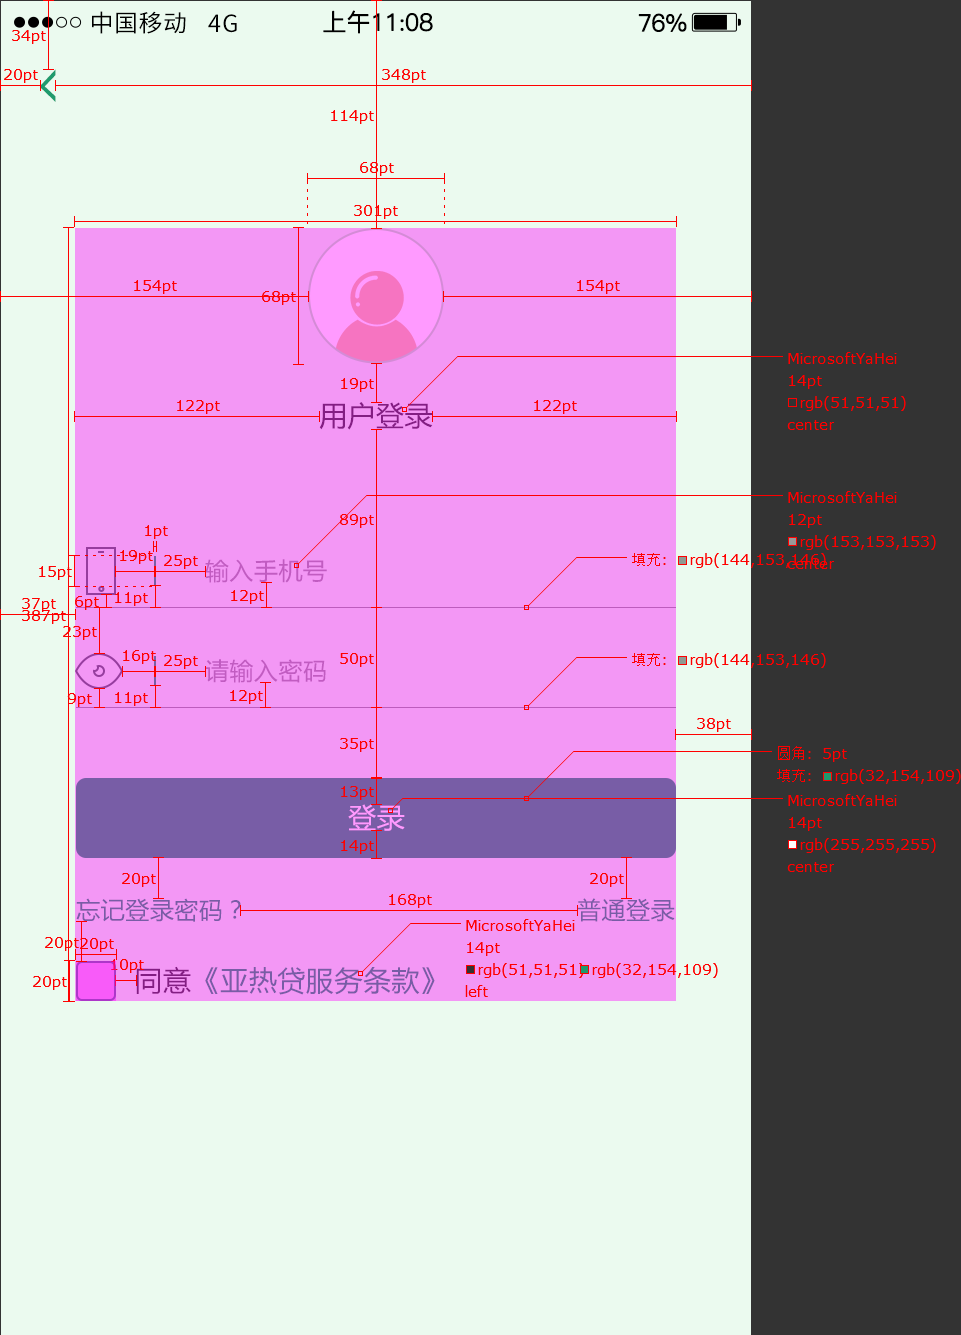 中国移动 4G 上午11:08 76%
34pt
20pt
348pt
114pt
68pt
301pt
154pt
68pt
154pt
19pt
MicrosoftYaHei
14pt
rgb(51,51,51)
center
122pt
用户登录
122pt
MicrosoftYaHei
12pt
rgb(153,153,153)
center
89pt
1pt
19pt
25pt
输入手机号
填充: rgb(144,153,146)
15pt
6pt
11pt
12pt
37pt
387pt
23pt
16pt
25pt
请输入密码
50pt
填充: rgb(144,153,146)
9pt
11pt
12pt
38pt
35pt
圆角: 5pt
填充: rgb(32,154,109)
13pt
登录
14pt
MicrosoftYaHei
14pt
rgb(255,255,255)
center
20pt
20pt
忘记登录密码？
168pt
普通登录
20pt
20pt
10pt
20pt
同意《亚热贷服务条款》
MicrosoftYaHei
14pt
rgb(51,51,51) rgb(32,154,109)
left